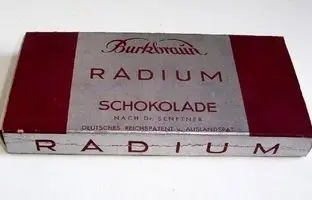 Burkbraun
RADIUM
SCHOKOLADE
NACH Dr. SENFTNER
DEUTSCHES REICHSPATENT u. AUSLANDSPAT.
RADIUM